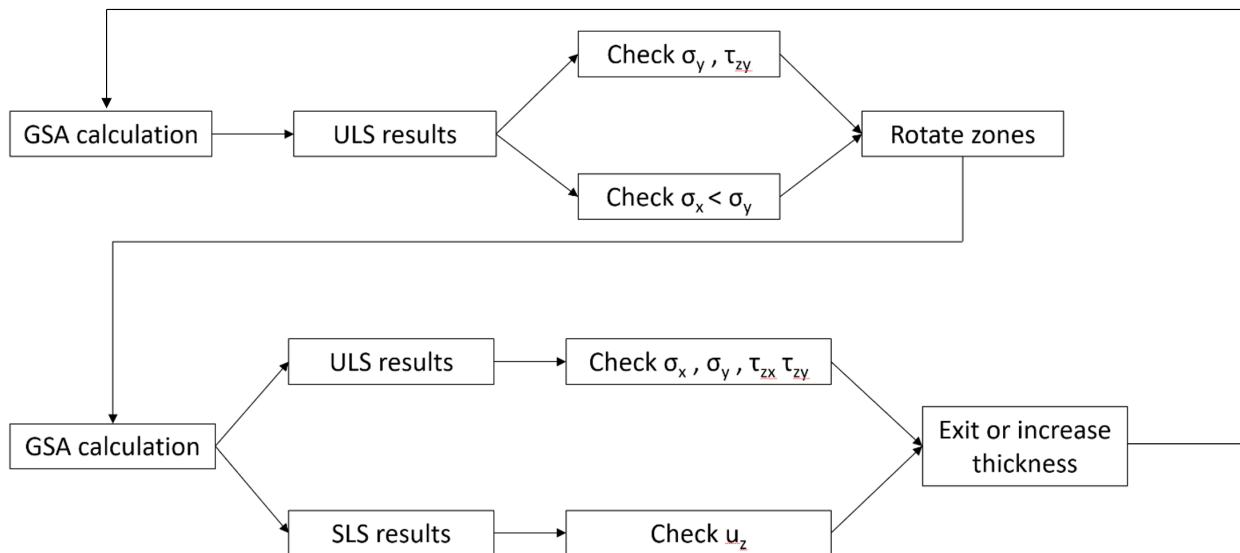 Check σy , τzy
GSA calculation
ULS results
Rotate zones
Check σx < σy
ULS results
Check σx , σy , τzx τzy
GSA calculation
Exit or increase
thickness
SLS results
Check uz